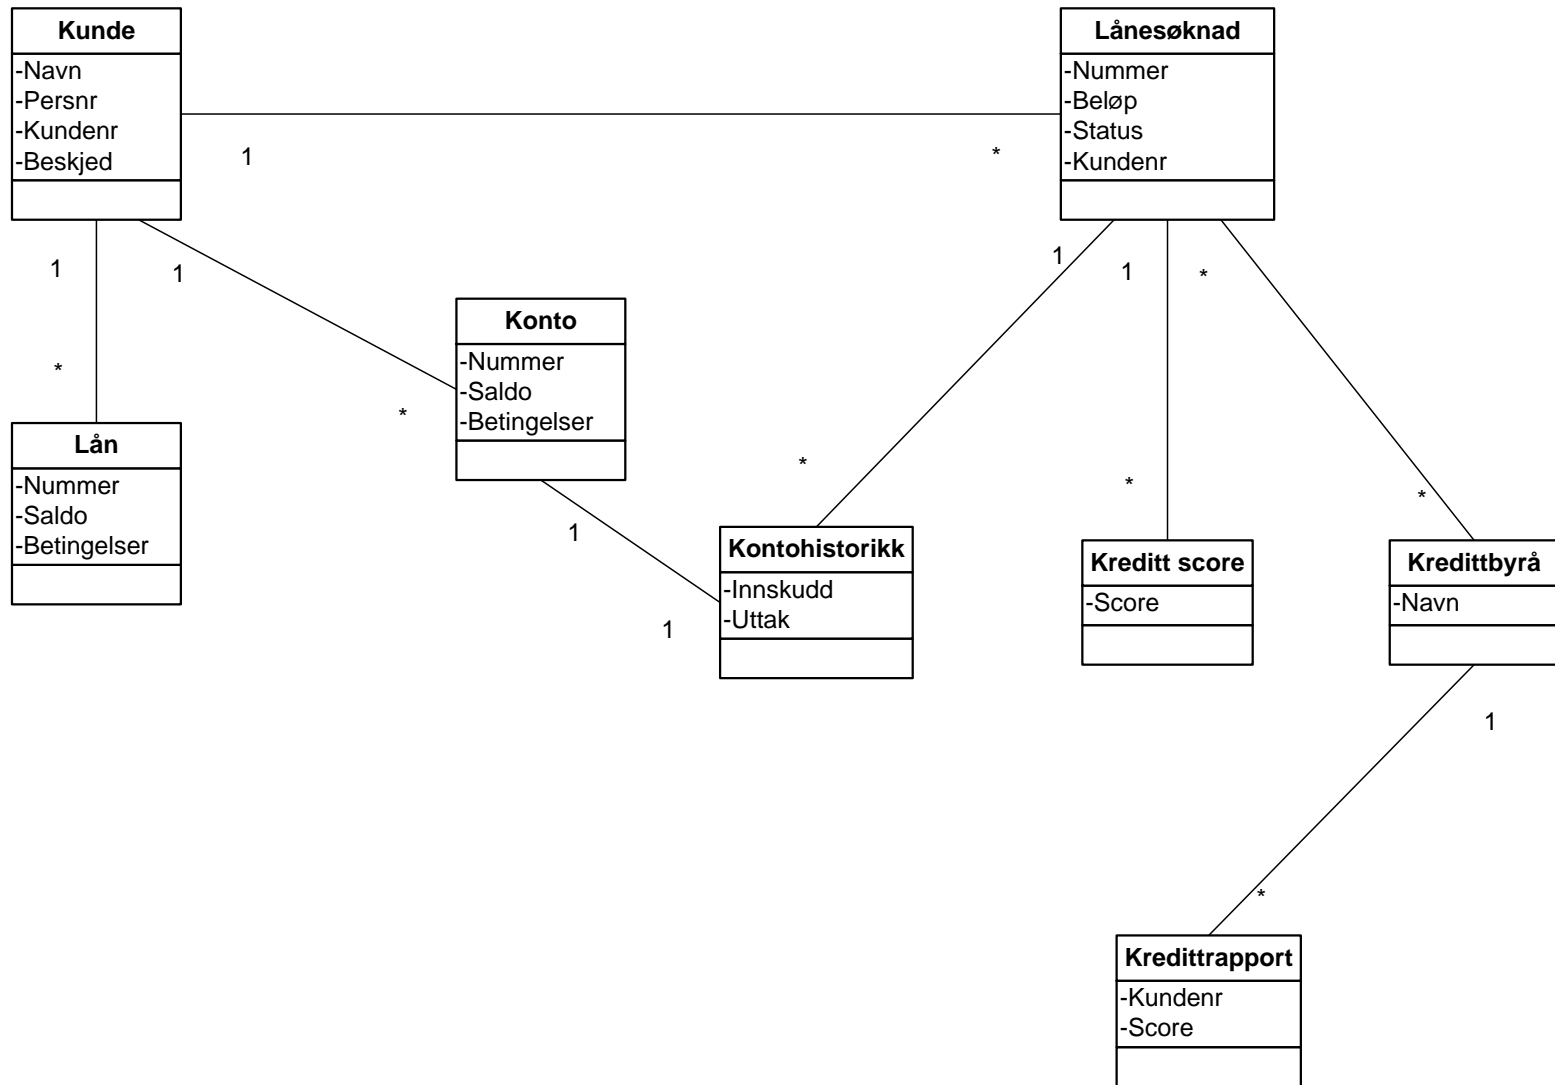 Kunde
-Navn
-Persnr
-Kundenr
-Beskjed
Lånesøknad
-Nummer
-Beløp
-Status
-Kundenr
1
*
1
1
1
1
*
Konto
-Nummer
-Saldo
-Betingelser
*
*
Lån
-Nummer
-Saldo
-Betingelser
*
*
*
1
1
Kontohistorikk
-Innskudd
-Uttak
Kreditt score
-Score
Kredittbyrå
-Navn
1
*
Kredittrapport
-Kundenr
-Score